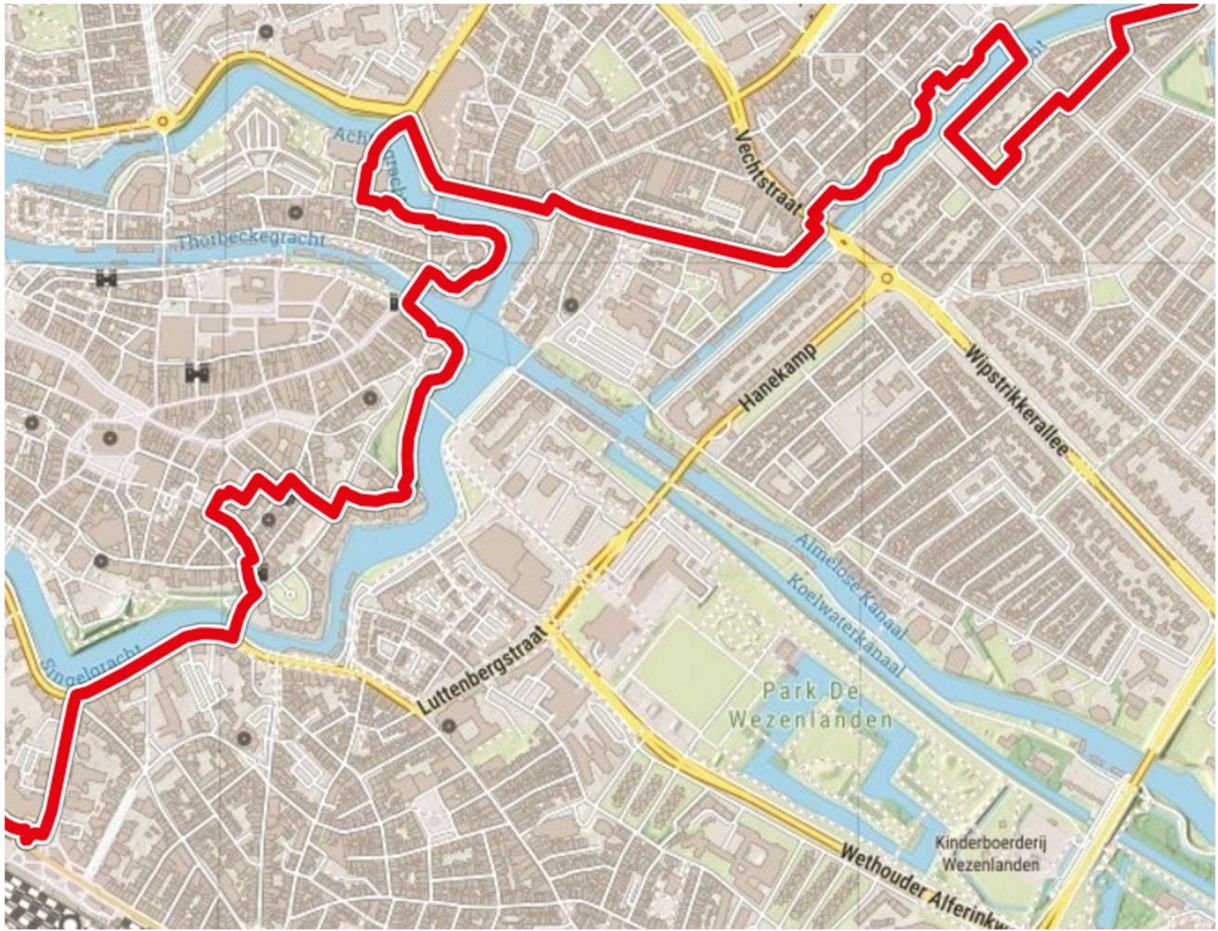 Vechtstraat
Thorbeckegracht
Hanekamp
Wipstrikkerallee
Almelose Kanaal
Koelwaterkanaal
Singelgracht
Luttenbergstraat
Park De
Wezenlanden
Kinderboerderij
Wezenlanden
Wethouder Alferinkw